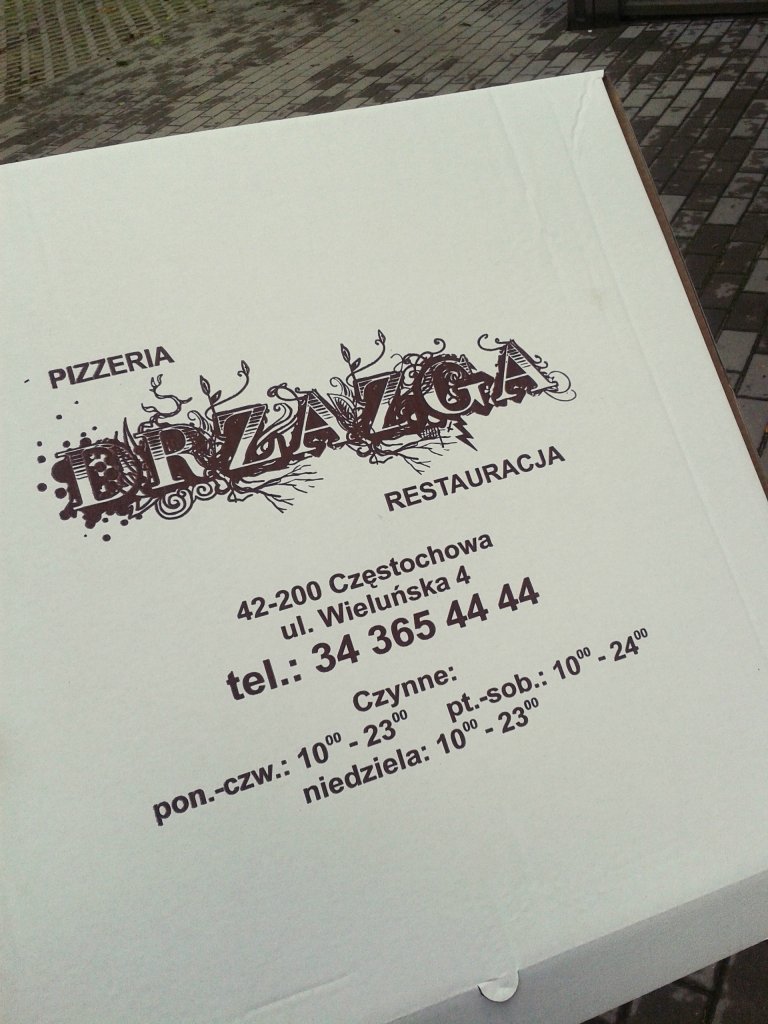 PIZZERIA
DRZAZGA
RESTAURACJA
42-200 Częstochowa
ul. Wieluńska 4
tel.: 34 365 44 44
Czynne:
pon.-czw.: 10⁰⁰ - 23⁰⁰ pt.-sob.: 10⁰⁰ - 24⁰⁰
niedziela: 10⁰⁰ - 23⁰⁰